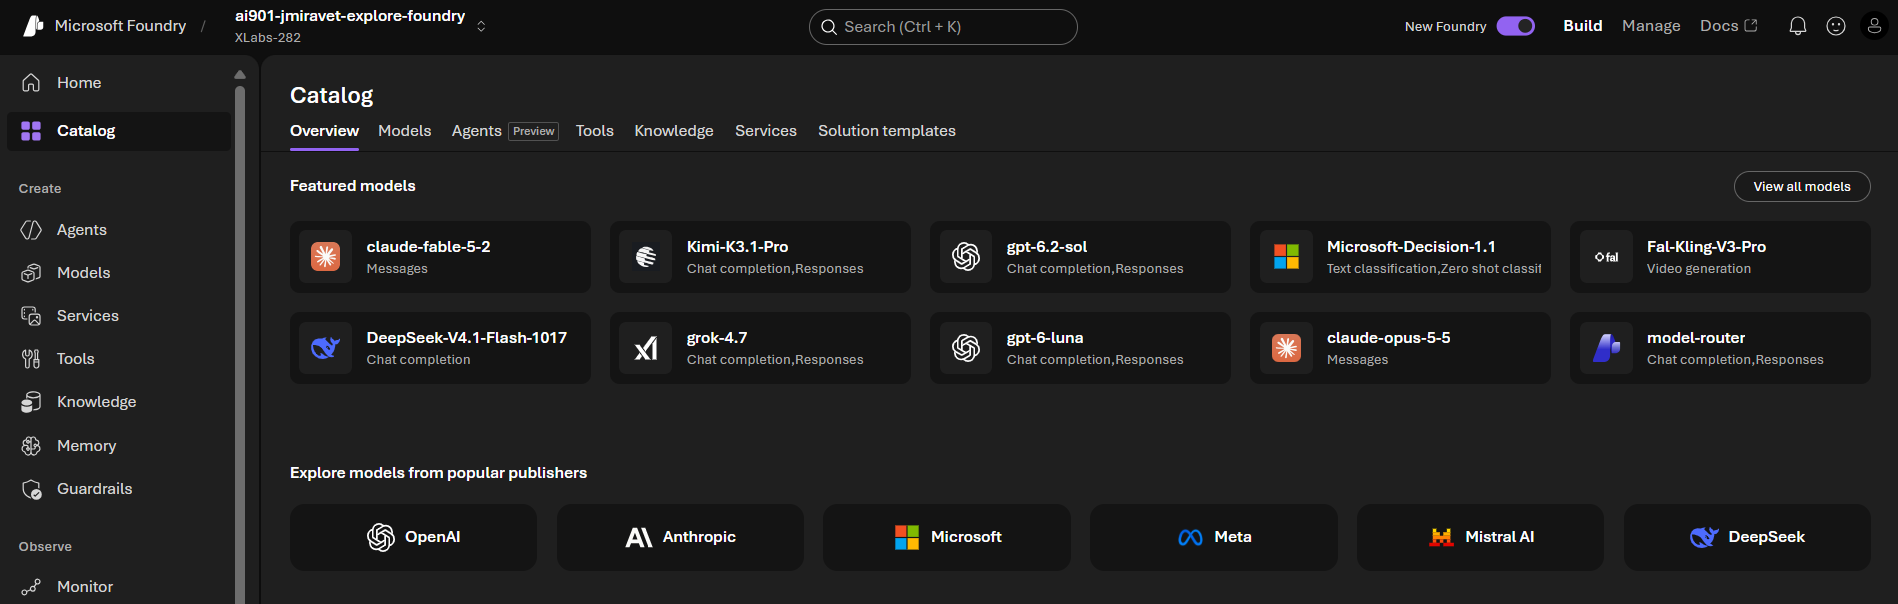 Microsoft Foundry / ai901-jmiravet-explore-foundry
XLabs-282
Search (Ctrl + K)
New Foundry Build Manage Docs
Home
Catalog
Create
Agents
Models
Services
Tools
Knowledge
Memory
Guardrails
Observe
Monitor
Catalog
Overview Models Agents Preview Tools Knowledge Services Solution templates
Featured models
View all models
claude-fable-5-2
Messages
Kimi-K3.1-Pro
Chat completion,Responses
gpt-6.2-sol
Chat completion,Responses
Microsoft-Decision-1.1
Text classification,Zero shot classif
fal
Fal-Kling-V3-Pro
Video generation
DeepSeek-V4.1-Flash-1017
Chat completion
grok-4.7
Chat completion,Responses
gpt-6-luna
Chat completion,Responses
claude-opus-5-5
Messages
model-router
Chat completion,Responses
Explore models from popular publishers
OpenAI
Anthropic
Microsoft
Meta
Mistral AI
DeepSeek